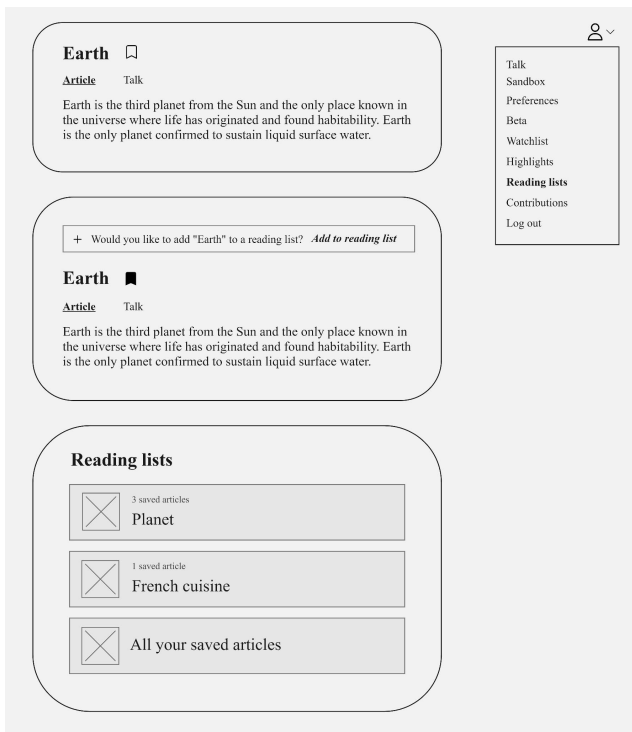 Earth
Article Talk
Earth is the third planet from the Sun and the only place known in
the universe where life has originated and found habitability. Earth
is the only planet confirmed to sustain liquid surface water.
+ Would you like to add "Earth" to a reading list? Add to reading list
Earth
Article Talk
Earth is the third planet from the Sun and the only place known in
the universe where life has originated and found habitability. Earth
is the only planet confirmed to sustain liquid surface water.
Reading lists
3 saved articles
Planet
1 saved article
French cuisine
All your saved articles
Talk
Sandbox
Preferences
Beta
Watchlist
Highlights
Reading lists
Contributions
Log out